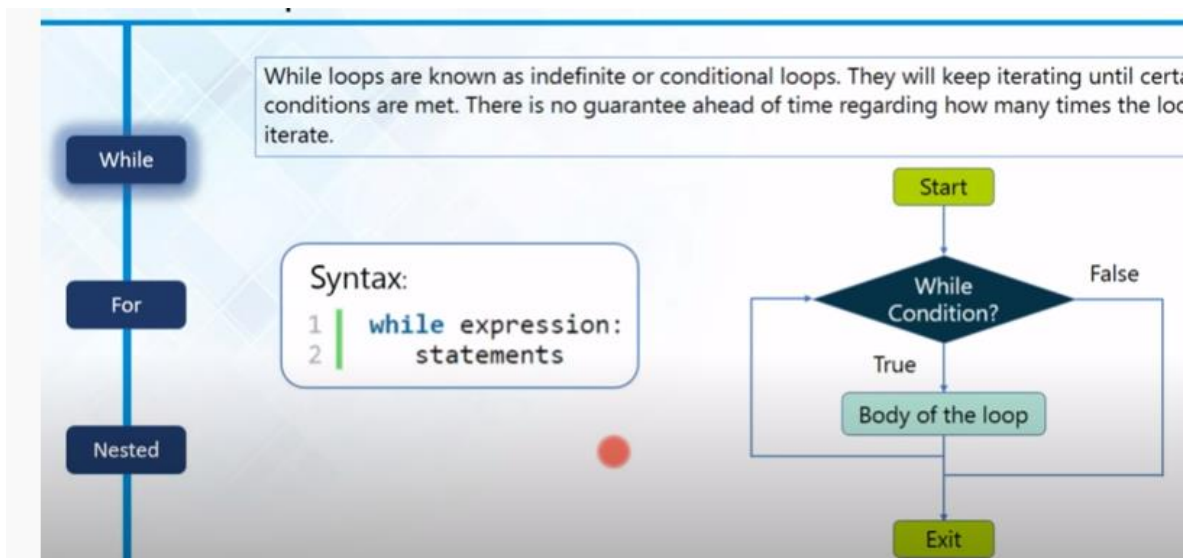 While loops are known as indefinite or conditional loops. They will keep iterating until
conditions are met. There is no guarantee ahead of time regarding how many times the
iterate.
While
For
Nested
Syntax:
1 while expression:
2 statements
Start
While
Condition?
False
True
Body of the loop
Exit